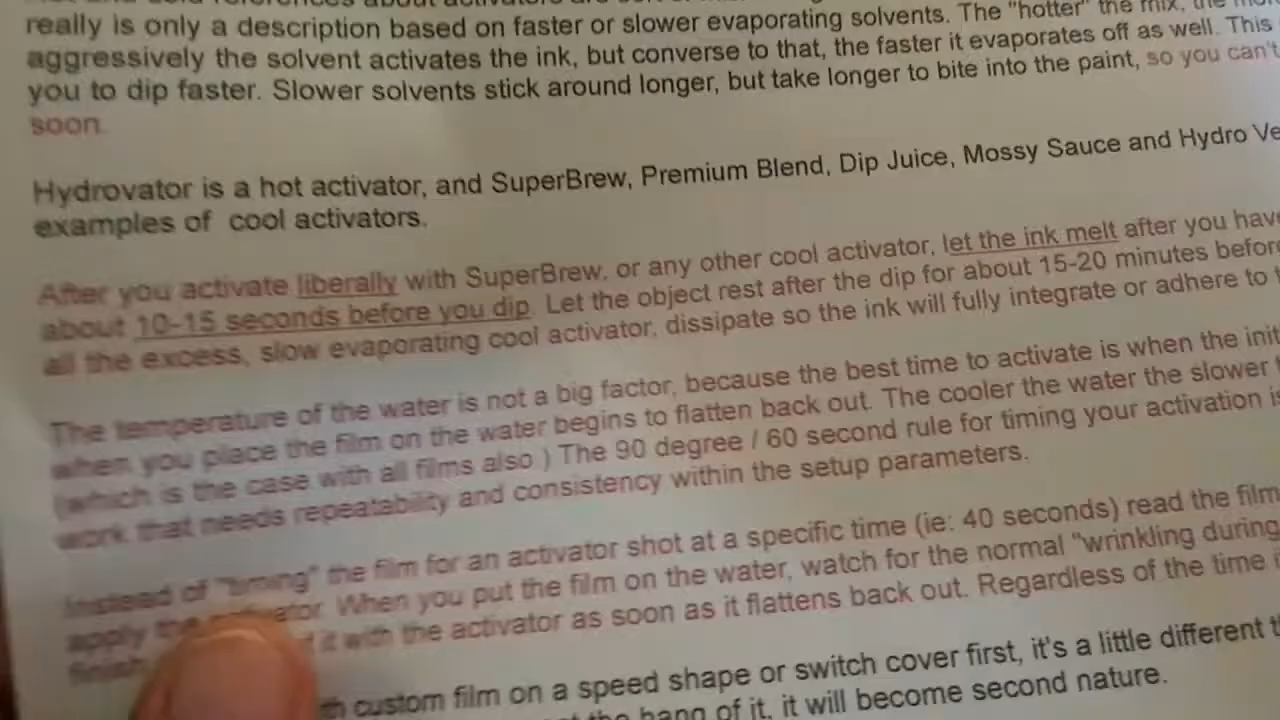 really is only a description based on faster or slower evaporating solvents. The "hotter" the mix, the
aggressively the solvent activates the ink, but converse to that, the faster it evaporates off as well. This
you to dip faster. Slower solvents stick around longer, but take longer to bite into the paint, so you can't
soon.
Hydrovator is a hot activator, and SuperBrew, Premium Blend, Dip Juice, Mossy Sauce and Hydro Ve
examples of cool activators.
After you activate liberally with SuperBrew, or any other cool activator, let the ink melt after you have
about 10-15 seconds before you dip. Let the object rest after the dip for about 15-20 minutes befor
all the excess, slow evaporating cool activator, dissipate so the ink will fully integrate or adhere to
The temperature of the water is not a big factor, because the best time to activate is when the init
when you place the film on the water begins to flatten back out. The cooler the water the slower
(which is the case with all films also ) The 90 degree / 60 second rule for timing your activation is
work that needs repeatability and consistency within the setup parameters.
Instead of "timing" the film for an activator shot at a specific time (ie: 40 seconds) read the film
apply the activator. When you put the film on the water, watch for the normal "wrinkling during
finish it with the activator as soon as it flattens back out. Regardless of the time i
custom film on a speed shape or switch cover first, it's a little different
the hang of it, it will become second nature.